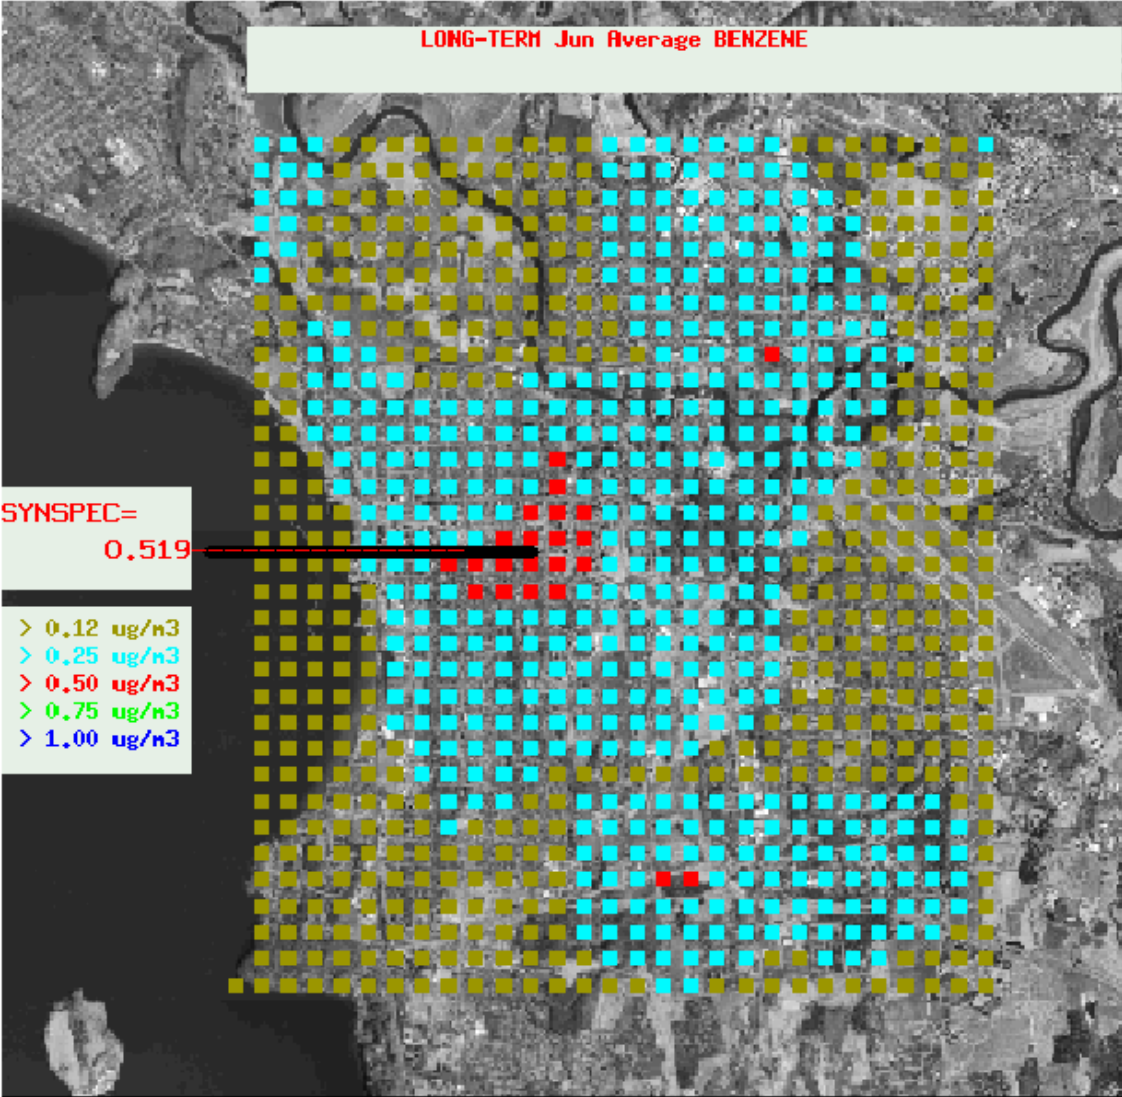 LONG-TERM Jun Average BENZENE
SYNSPEC=
0.519
> 0.12 ug/m3
> 0.25 ug/m3
> 0.50 ug/m3
> 0.75 ug/m3
> 1.00 ug/m3